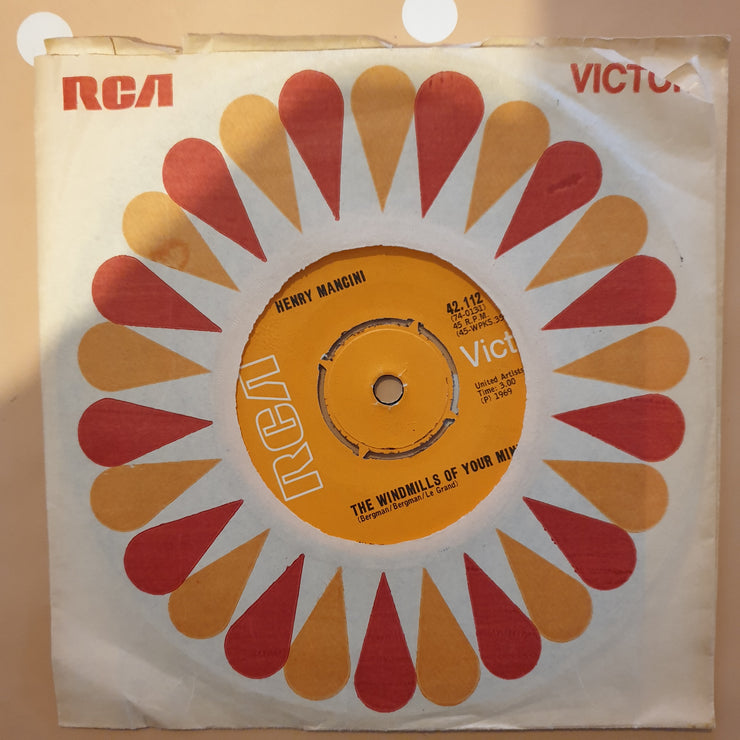 RCA VICTOR
HENRY MANCINI
42.112
(74-0131)
45 R.P.M.
(45-WPKS.35
RCA
Vict
United Artists
Time: 3.00
(P) 1969
THE WINDMILLS OF YOUR MIN
(Bergman/Bergman/Le Grand)